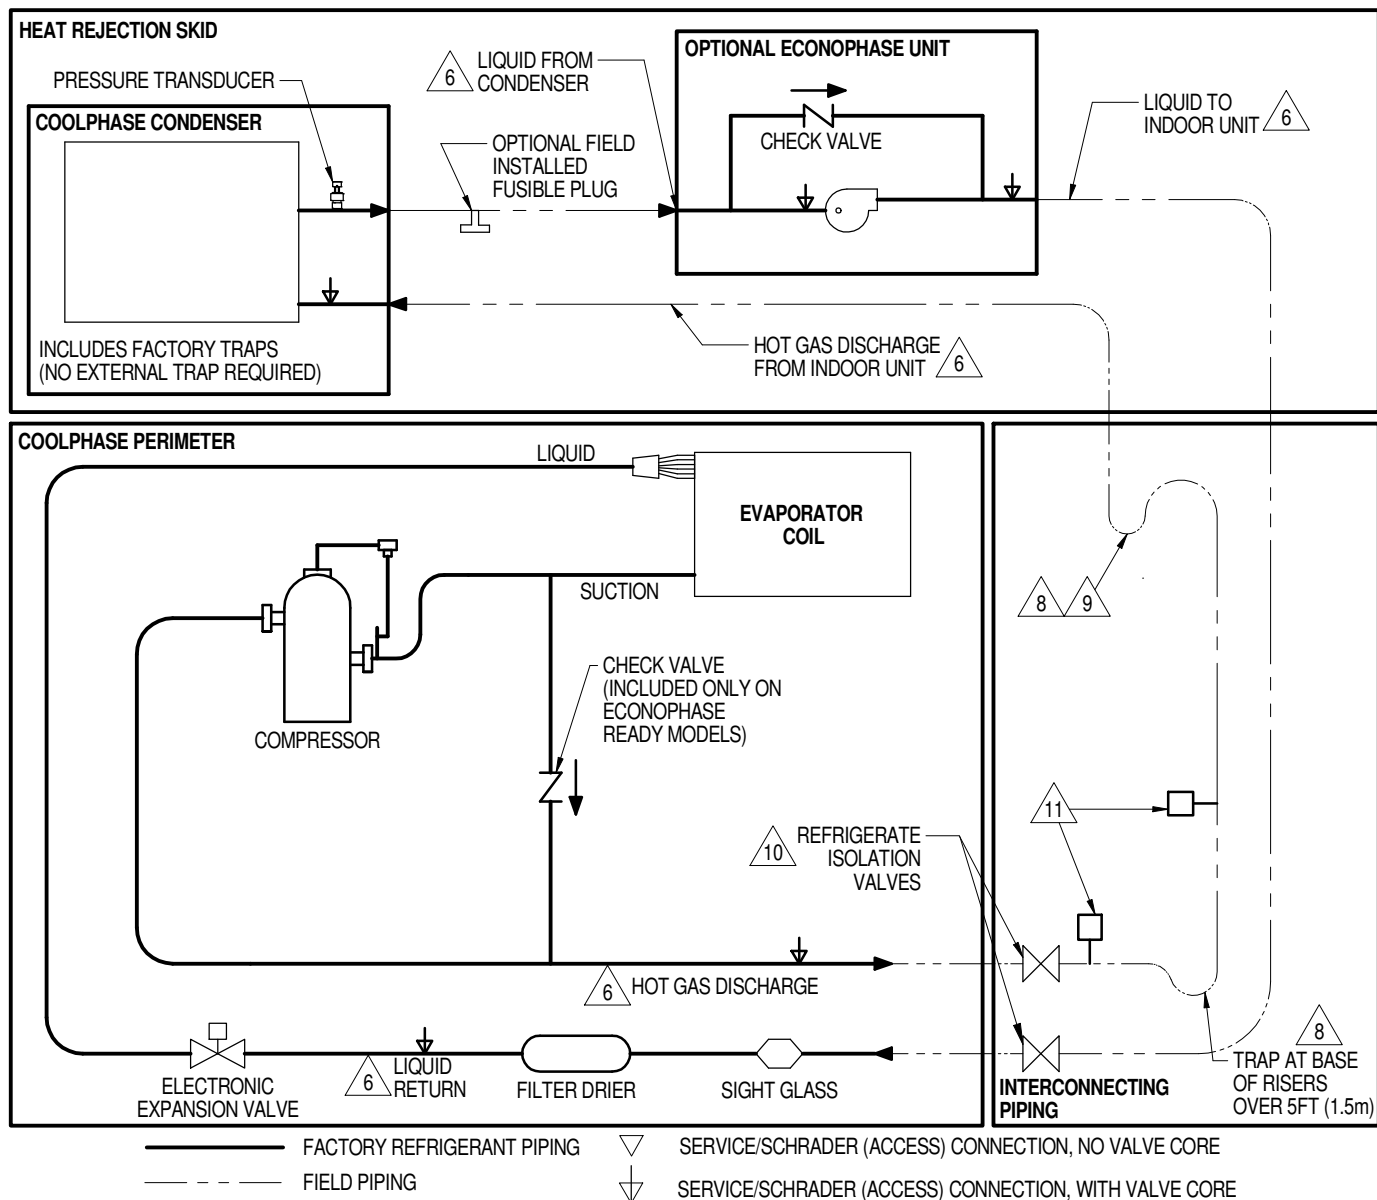 HEAT REJECTION SKID
PRESSURE TRANSDUCER
COOLPHASE CONDENSER
INCLUDES FACTORY TRAPS
(NO EXTERNAL TRAP REQUIRED)
6
LIQUID FROM
CONDENSER
OPTIONAL FIELD
INSTALLED
FUSIBLE PLUG
OPTIONAL ECONOPHASE UNIT
CHECK VALVE
LIQUID TO
INDOOR UNIT
6
HOT GAS DISCHARGE
FROM INDOOR UNIT
6
COOLPHASE PERIMETER
LIQUID
EVAPORATOR
COIL
SUCTION
COMPRESSOR
CHECK VALVE
(INCLUDED ONLY ON
ECONOPHASE
READY MODELS)
8
9
11
10
REFRIGERATE
ISOLATION
VALVES
6
HOT GAS DISCHARGE
ELECTRONIC
EXPANSION VALVE
6
LIQUID
RETURN
FILTER DRIER
SIGHT GLASS
INTERCONNECTING
PIPING
8
TRAP AT BASE
OF RISERS
OVER 5FT (1.5m)
FACTORY REFRIGERANT PIPING
SERVICE/SCHRADER (ACCESS) CONNECTION, NO VALVE CORE
FIELD PIPING
SERVICE/SCHRADER (ACCESS) CONNECTION, WITH VALVE CORE